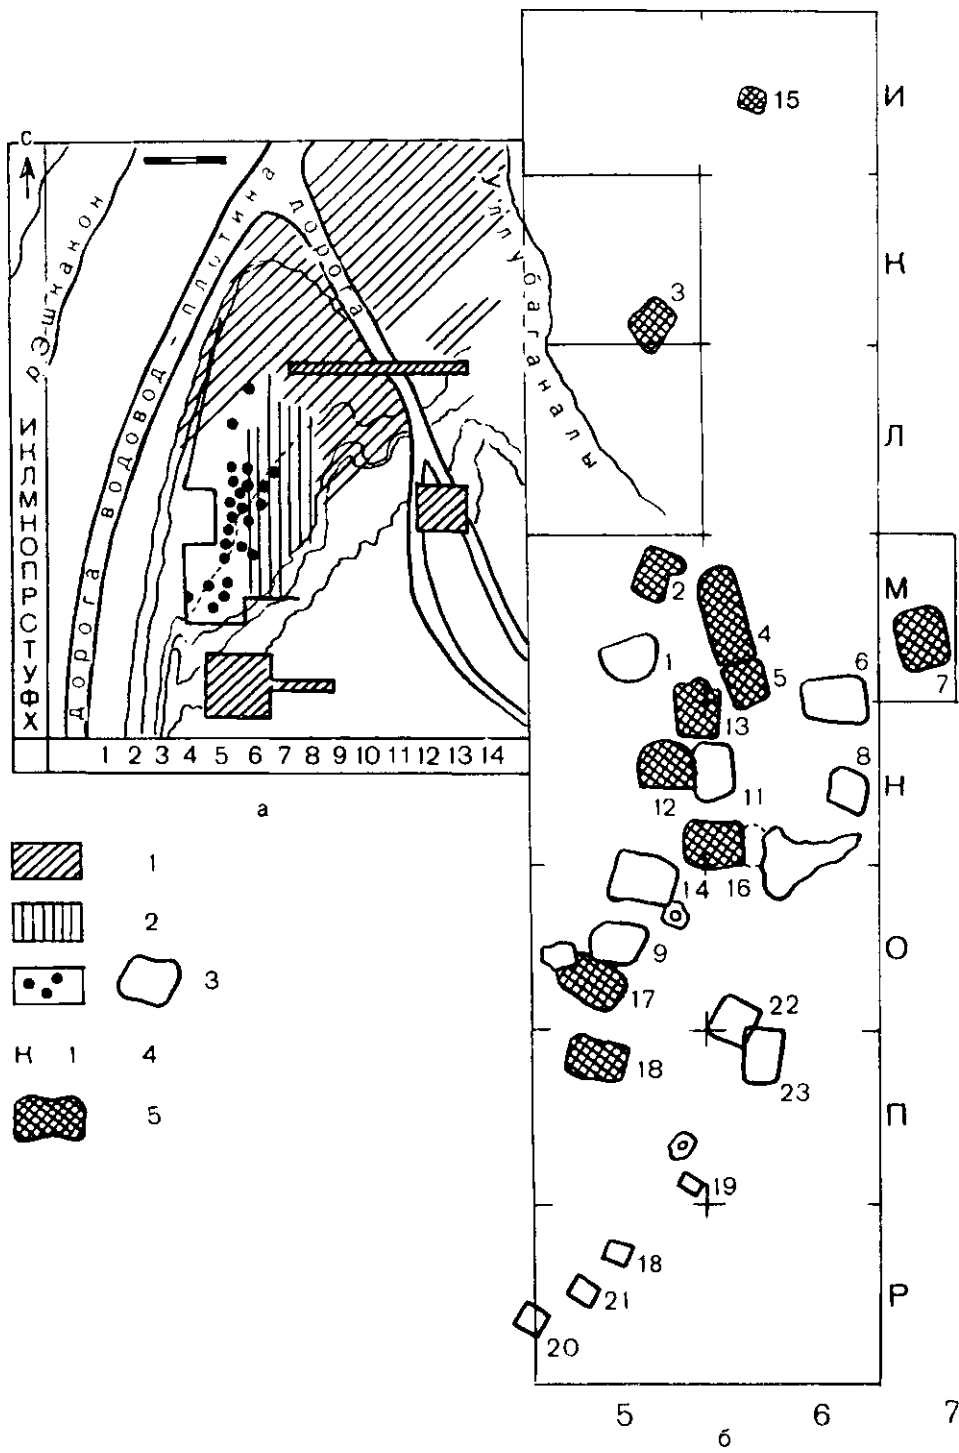 С
р. Эшкакон
дорога водовод - плотина
дорога
Уллубаганалы
И
К
Л
М
Н
О
П
Р
С
Т
У
Ф
Х
1 2 3 4 5 6 7 8 9 10 11 12 13 14
а
1
2
3
К 1 4
5
15
И
К
3
Л
М
2
4
1
5
6
7
13
8
Н
12
11
14
16
9
О
17
22
18
23
П
19
18
21
Р
20
5 6 7
б